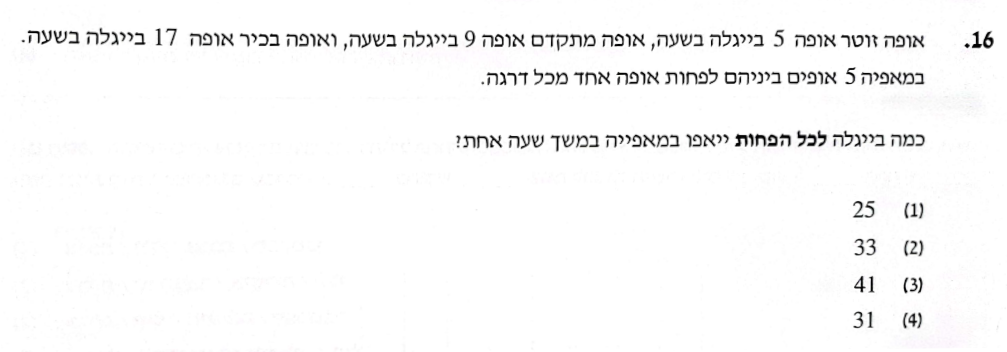 16. אופה זוטר אופה 5 בייגלה בשעה, אופה מתקדם אופה 9 בייגלה בשעה, ואופה בכיר אופה 17 בייגלה בשעה.
במאפיה 5 אופים ביניהם לפחות אופה אחד מכל דרגה.
כמה בייגלה לכל הפחות ייאפו במאפייה במשך שעה אחת?
(1) 25
(2) 33
(3) 41
(4) 31